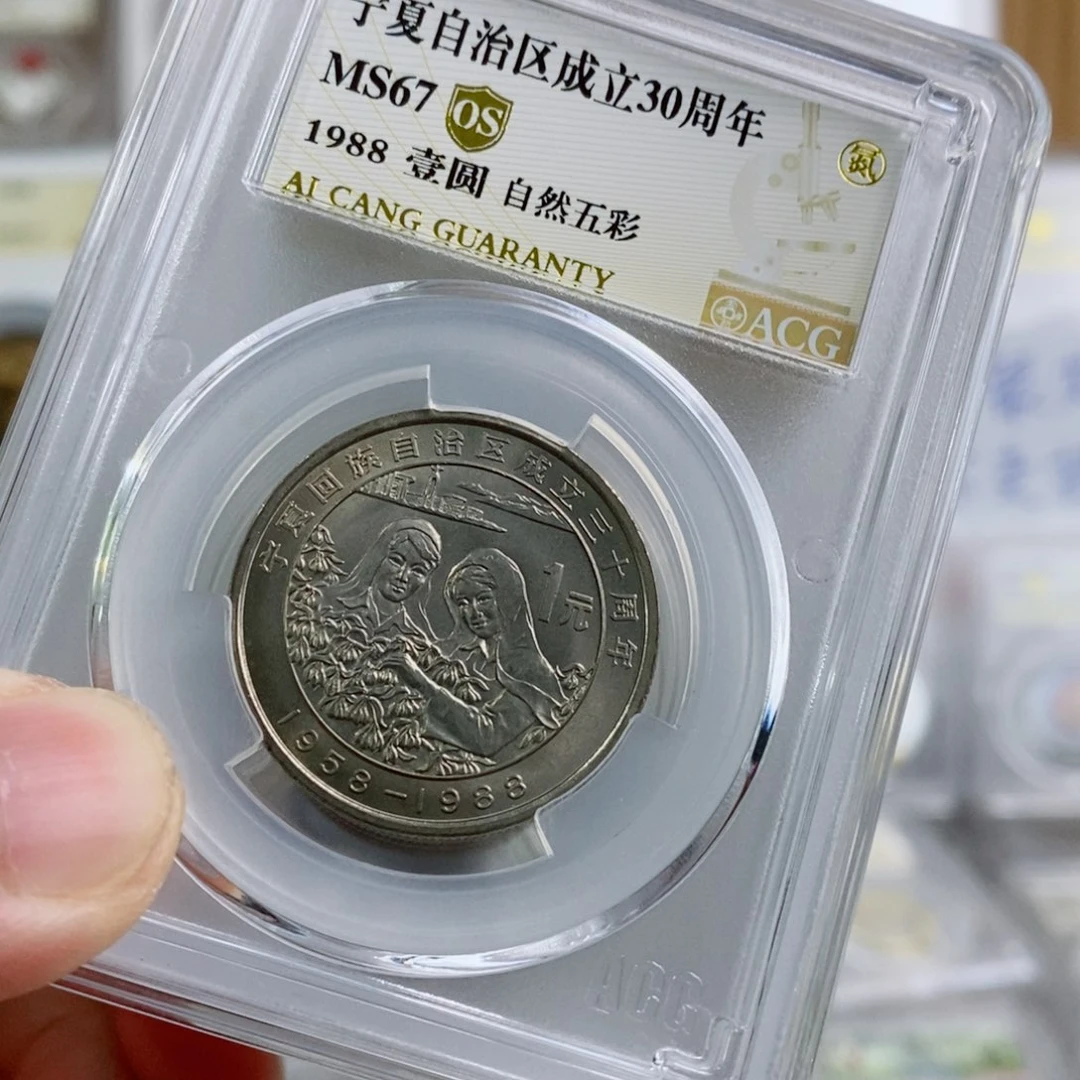 宁夏自治区成立30周年
MS67 OS
1988 壹圆 自然五彩
AI CANG GUARANTY
氮
ACG
宁夏回族自治区成立三十周年
1元
1958-1988
ACG